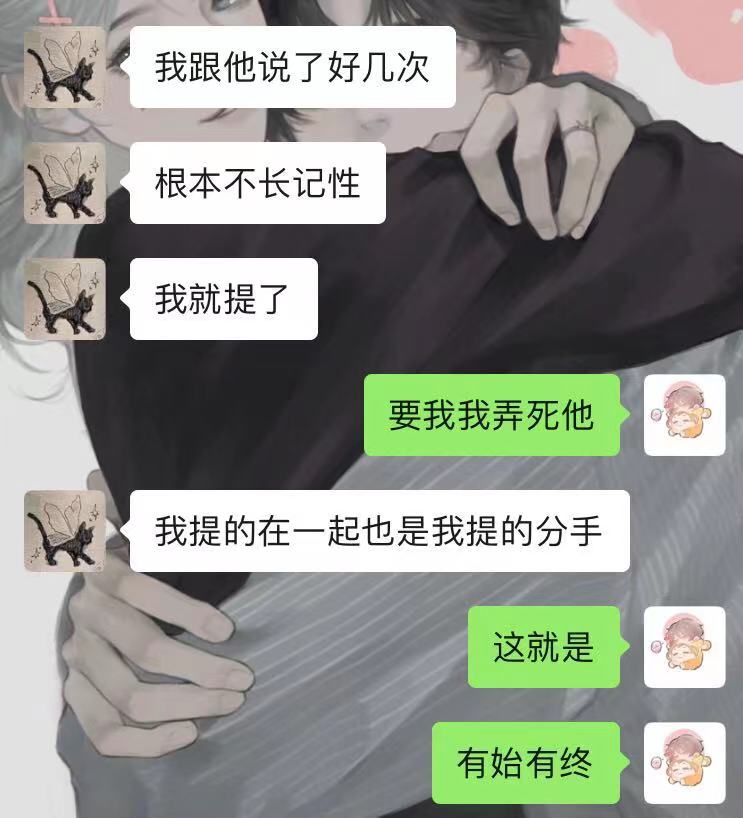 我跟他说了好几次
根本不长记性
我就提了
要我我弄死他
我提的在一起也是我提的分手
这就是
有始有终